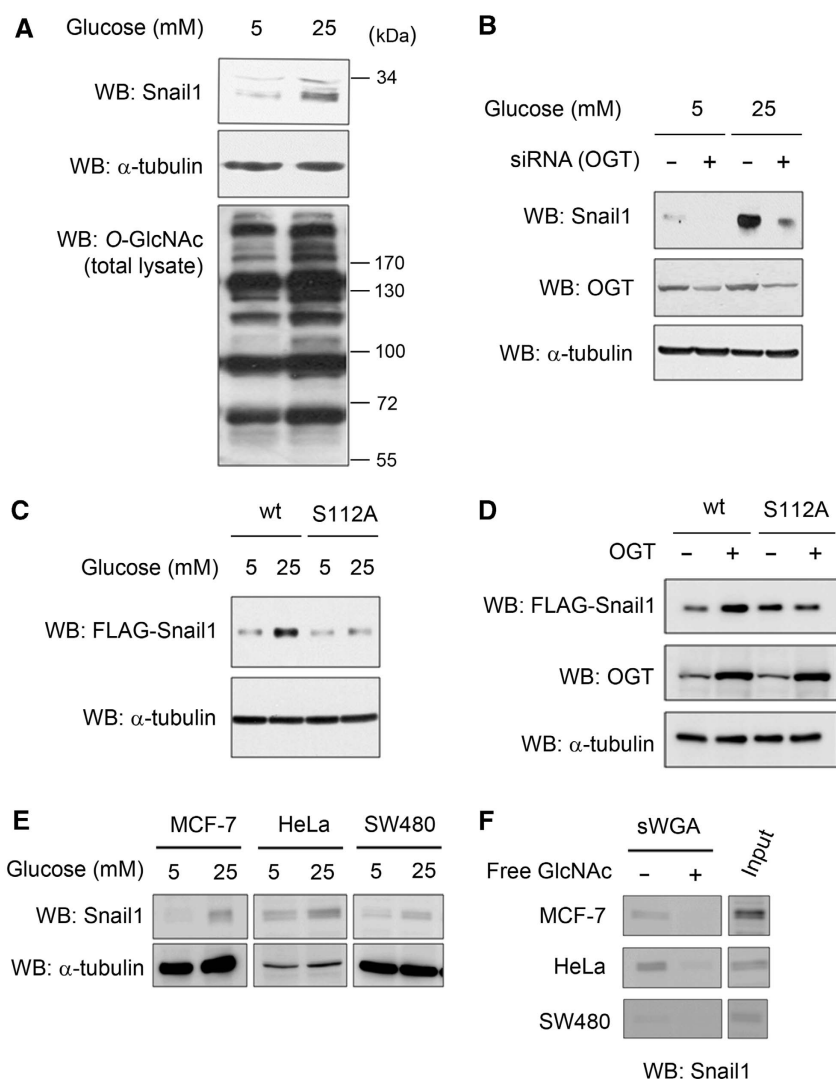 A
Glucose (mM) 5 25 (kDa)
WB: Snail1
34
WB: α-tubulin
WB: O-GlcNAc
(total lysate)
170
130
100
72
55
B
Glucose (mM) 5 25
siRNA (OGT) – + – +
WB: Snail1
WB: OGT
WB: α-tubulin
C
wt S112A
Glucose (mM) 5 25 5 25
WB: FLAG-Snail1
WB: α-tubulin
D
wt S112A
OGT – + – +
WB: FLAG-Snail1
WB: OGT
WB: α-tubulin
E
MCF-7 HeLa SW480
Glucose (mM) 5 25 5 25 5 25
WB: Snail1
WB: α-tubulin
F
sWGA Input
Free GlcNAc – +
MCF-7
HeLa
SW480
WB: Snail1